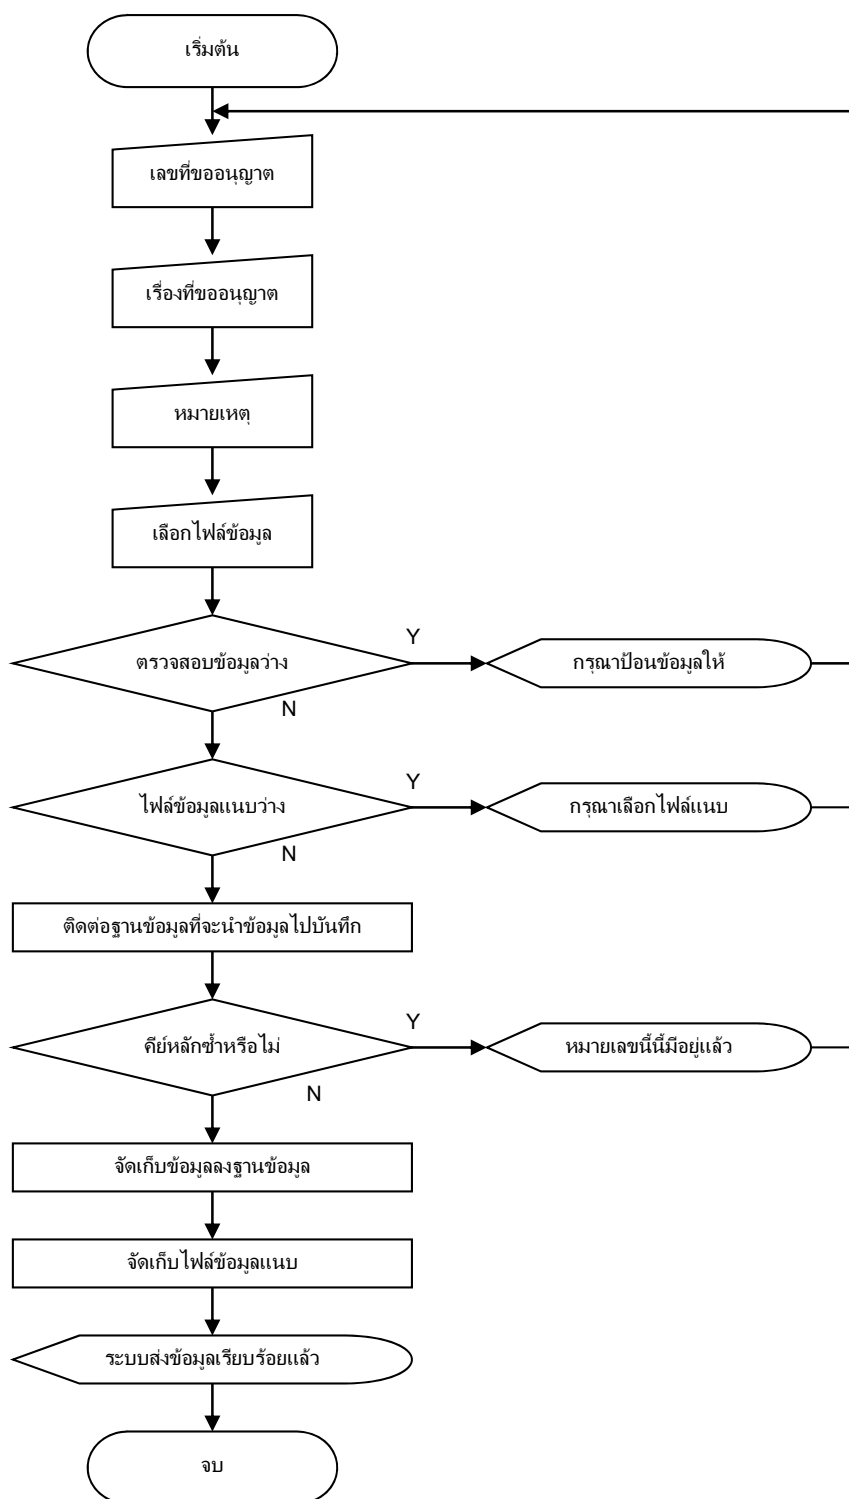 เริ่มต้น
เลขที่ขออนุญาต
เรื่องที่ขออนุญาต
หมายเหตุ
เลือกไฟล์ข้อมูล
ตรวจสอบข้อมูลว่าง
Y
กรุณาป้อนข้อมูลให้
N
ไฟล์ข้อมูลแนบว่าง
Y
กรุณาเลือกไฟล์แนบ
N
ติดต่อฐานข้อมูลที่จะนำข้อมูลไปบันทึก
คีย์หลักซ้ำหรือไม่
Y
หมายเลขนี้นี้มีอยู่แล้ว
N
จัดเก็บข้อมูลลงฐานข้อมูล
จัดเก็บไฟล์ข้อมูลแนบ
ระบบส่งข้อมูลเรียบร้อยแล้ว
จบ